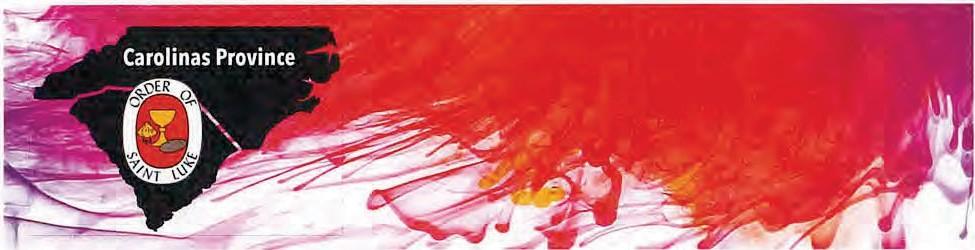 Carolinas Province
ORDER OF
SAINT LUKE